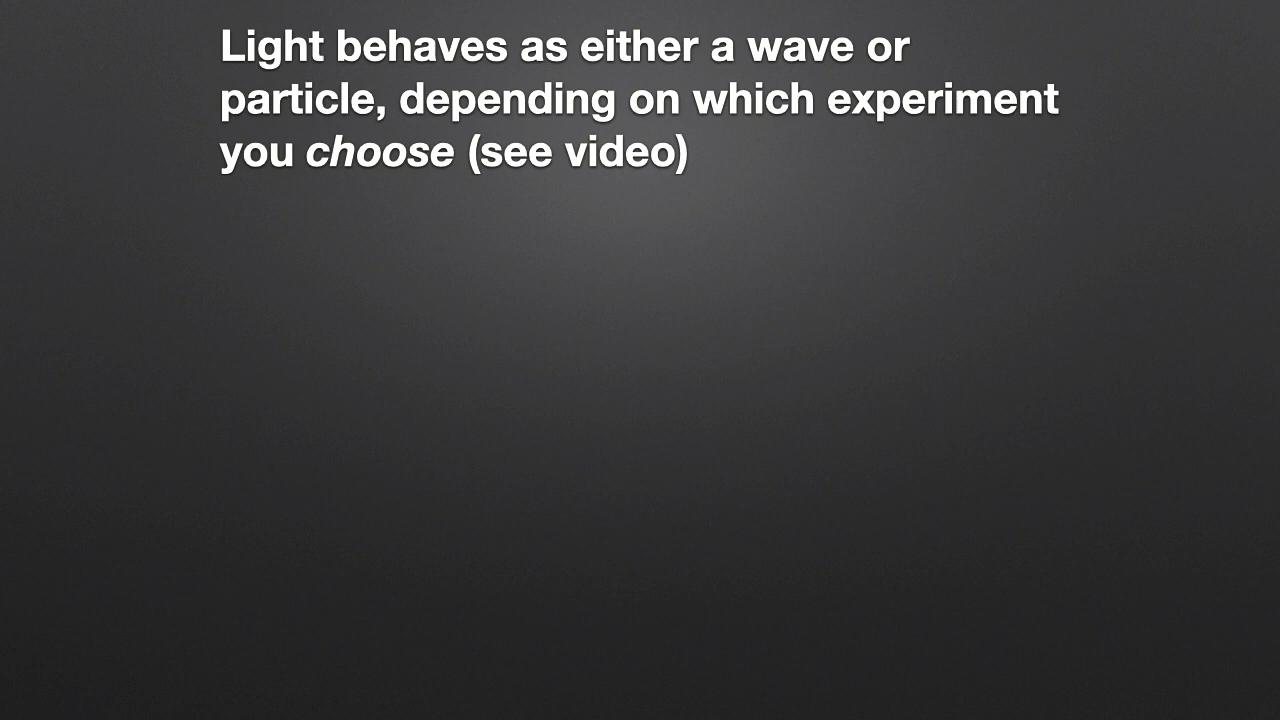 Light behaves as either a wave or
particle, depending on which experiment
you choose (see video)